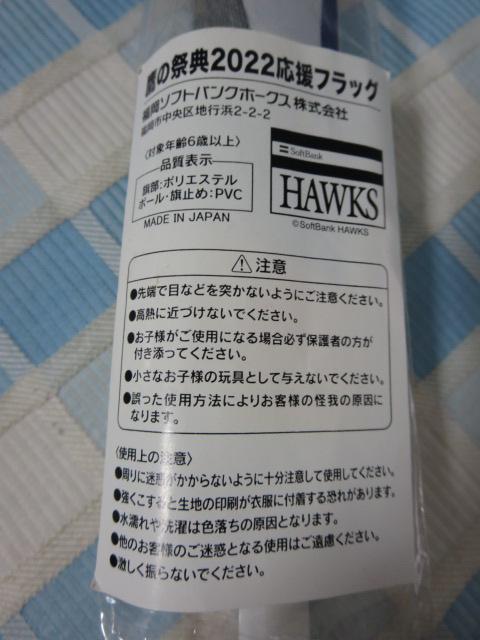 鷹の祭典2022応援フラッグ
福岡ソフトバンクホークス株式会社
福岡市中央区地行浜2-2-2
〈対象年齢6歳以上〉
品質表示
旗部:ポリエステル
ポール・旗止め:PVC
MADE IN JAPAN
SoftBank
HAWKS
©SoftBank HAWKS
⚠注意
●先端で目などを突かないようにご注意ください。
●高熱に近づけないでください。
●お子様がご使用になる場合必ず保護者の方が
付き添ってください。
●小さなお子様の玩具として与えないでください。
●誤った使用方法によりお客様の怪我の原因に
なります。
〈使用上の注意〉
●周りに迷惑がかからないように十分注意して使用してください。
●強くこすると生地の印刷が衣服に付着する恐れがあります。
●水濡れや洗濯は色落ちの原因となります。
●他のお客様のご迷惑となる使用はご遠慮ください。
●激しく振らないでください。